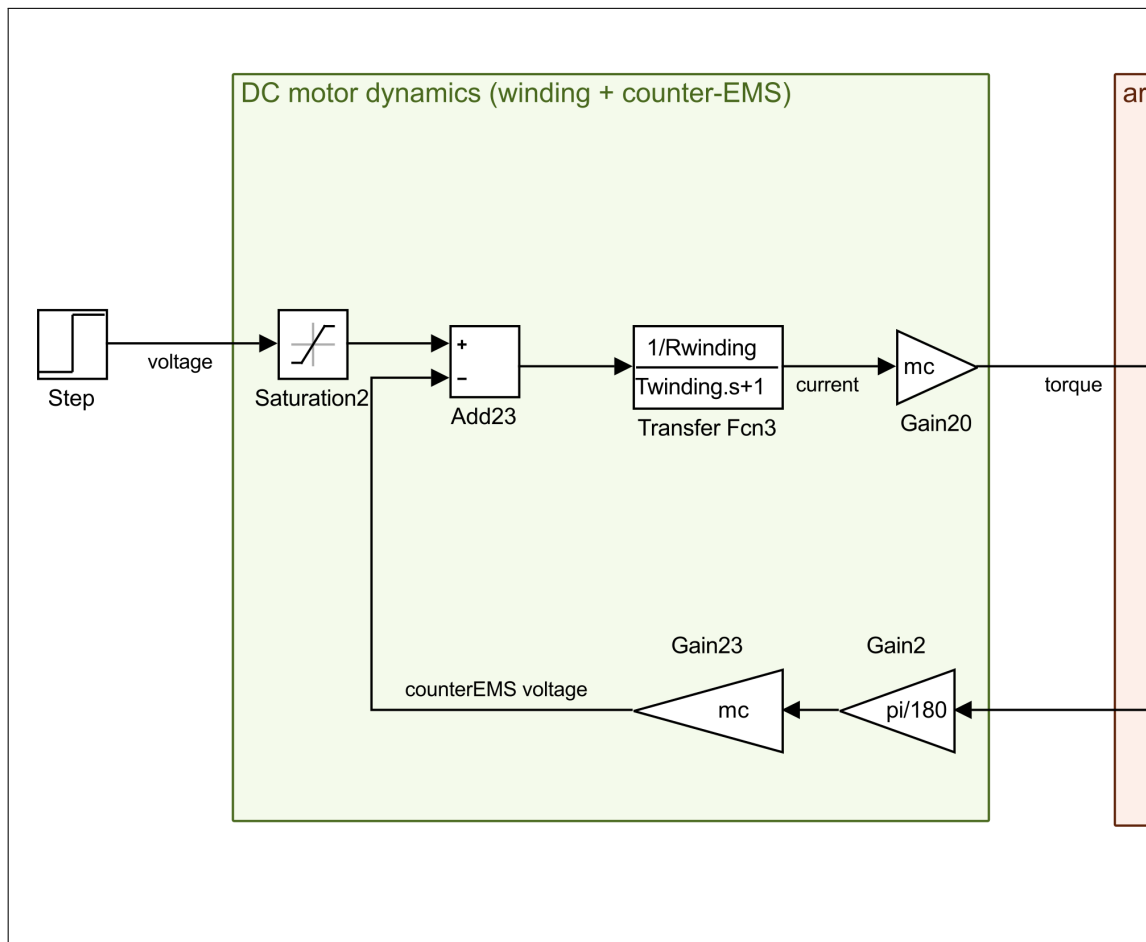 DC motor dynamics (winding + counter-EMS)
ar
voltage
Step
Saturation2
+
−
Add23
1/Rwinding
Twinding.s+1
Transfer Fcn3
current
mc
Gain20
torque
Gain23
Gain2
counterEMS voltage
mc
pi/180